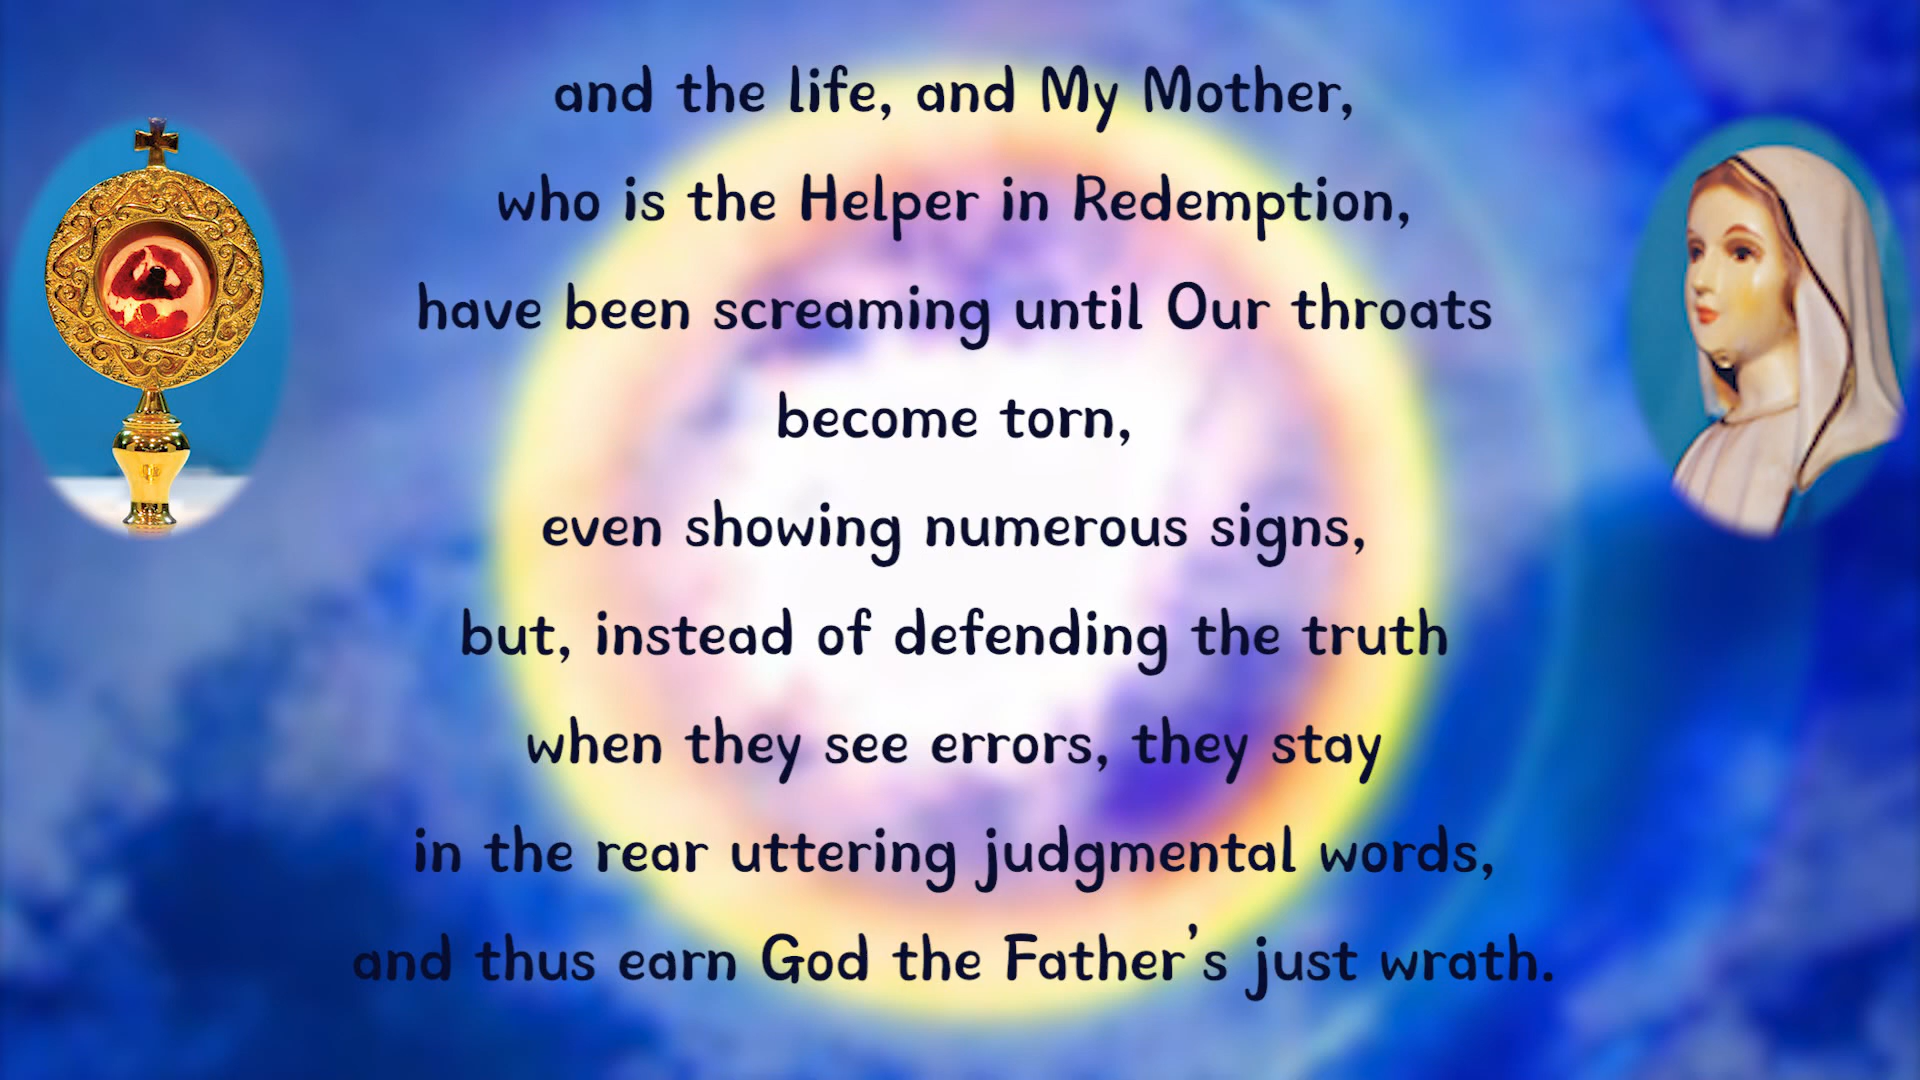 and the life, and My Mother,
who is the Helper in Redemption,
have been screaming until Our throats
become torn,
even showing numerous signs,
but, instead of defending the truth
when they see errors, they stay
in the rear uttering judgmental words,
and thus earn God the Father's just wrath.